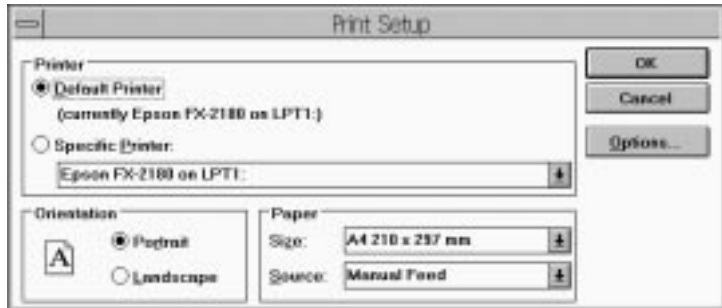 Print Setup
Printer
Default Printer
(currently Epson FX-2180 on LPT1:)
Specific Printer:
Epson FX-2180 on LPT1:
OK
Cancel
Options...
Orientation
A
Portrait
Landscape
Paper
Size: A4 210 x 297 mm
Source: Manual Feed